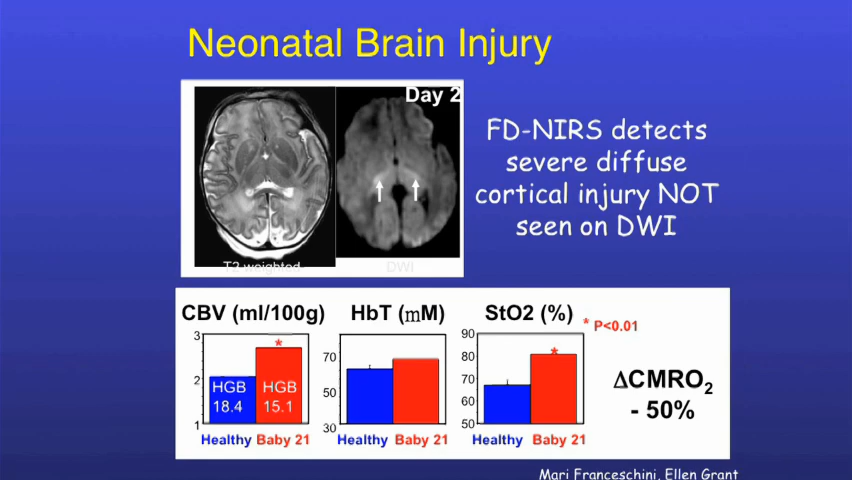 Neonatal Brain Injury
Day 2
T2 weighted
DWI
FD-NIRS detects
severe diffuse
cortical injury NOT
seen on DWI
CBV (ml/100g)
3
2
1
HGB
18.4
HGB
15.1
*
Healthy Baby 21
HbT (mM)
70
50
30
Healthy Baby 21
StO2 (%)
90
80
70
60
50
*
Healthy Baby 21
* P<0.01
ΔCMRO₂
- 50%
Mari Franceschini, Ellen Grant